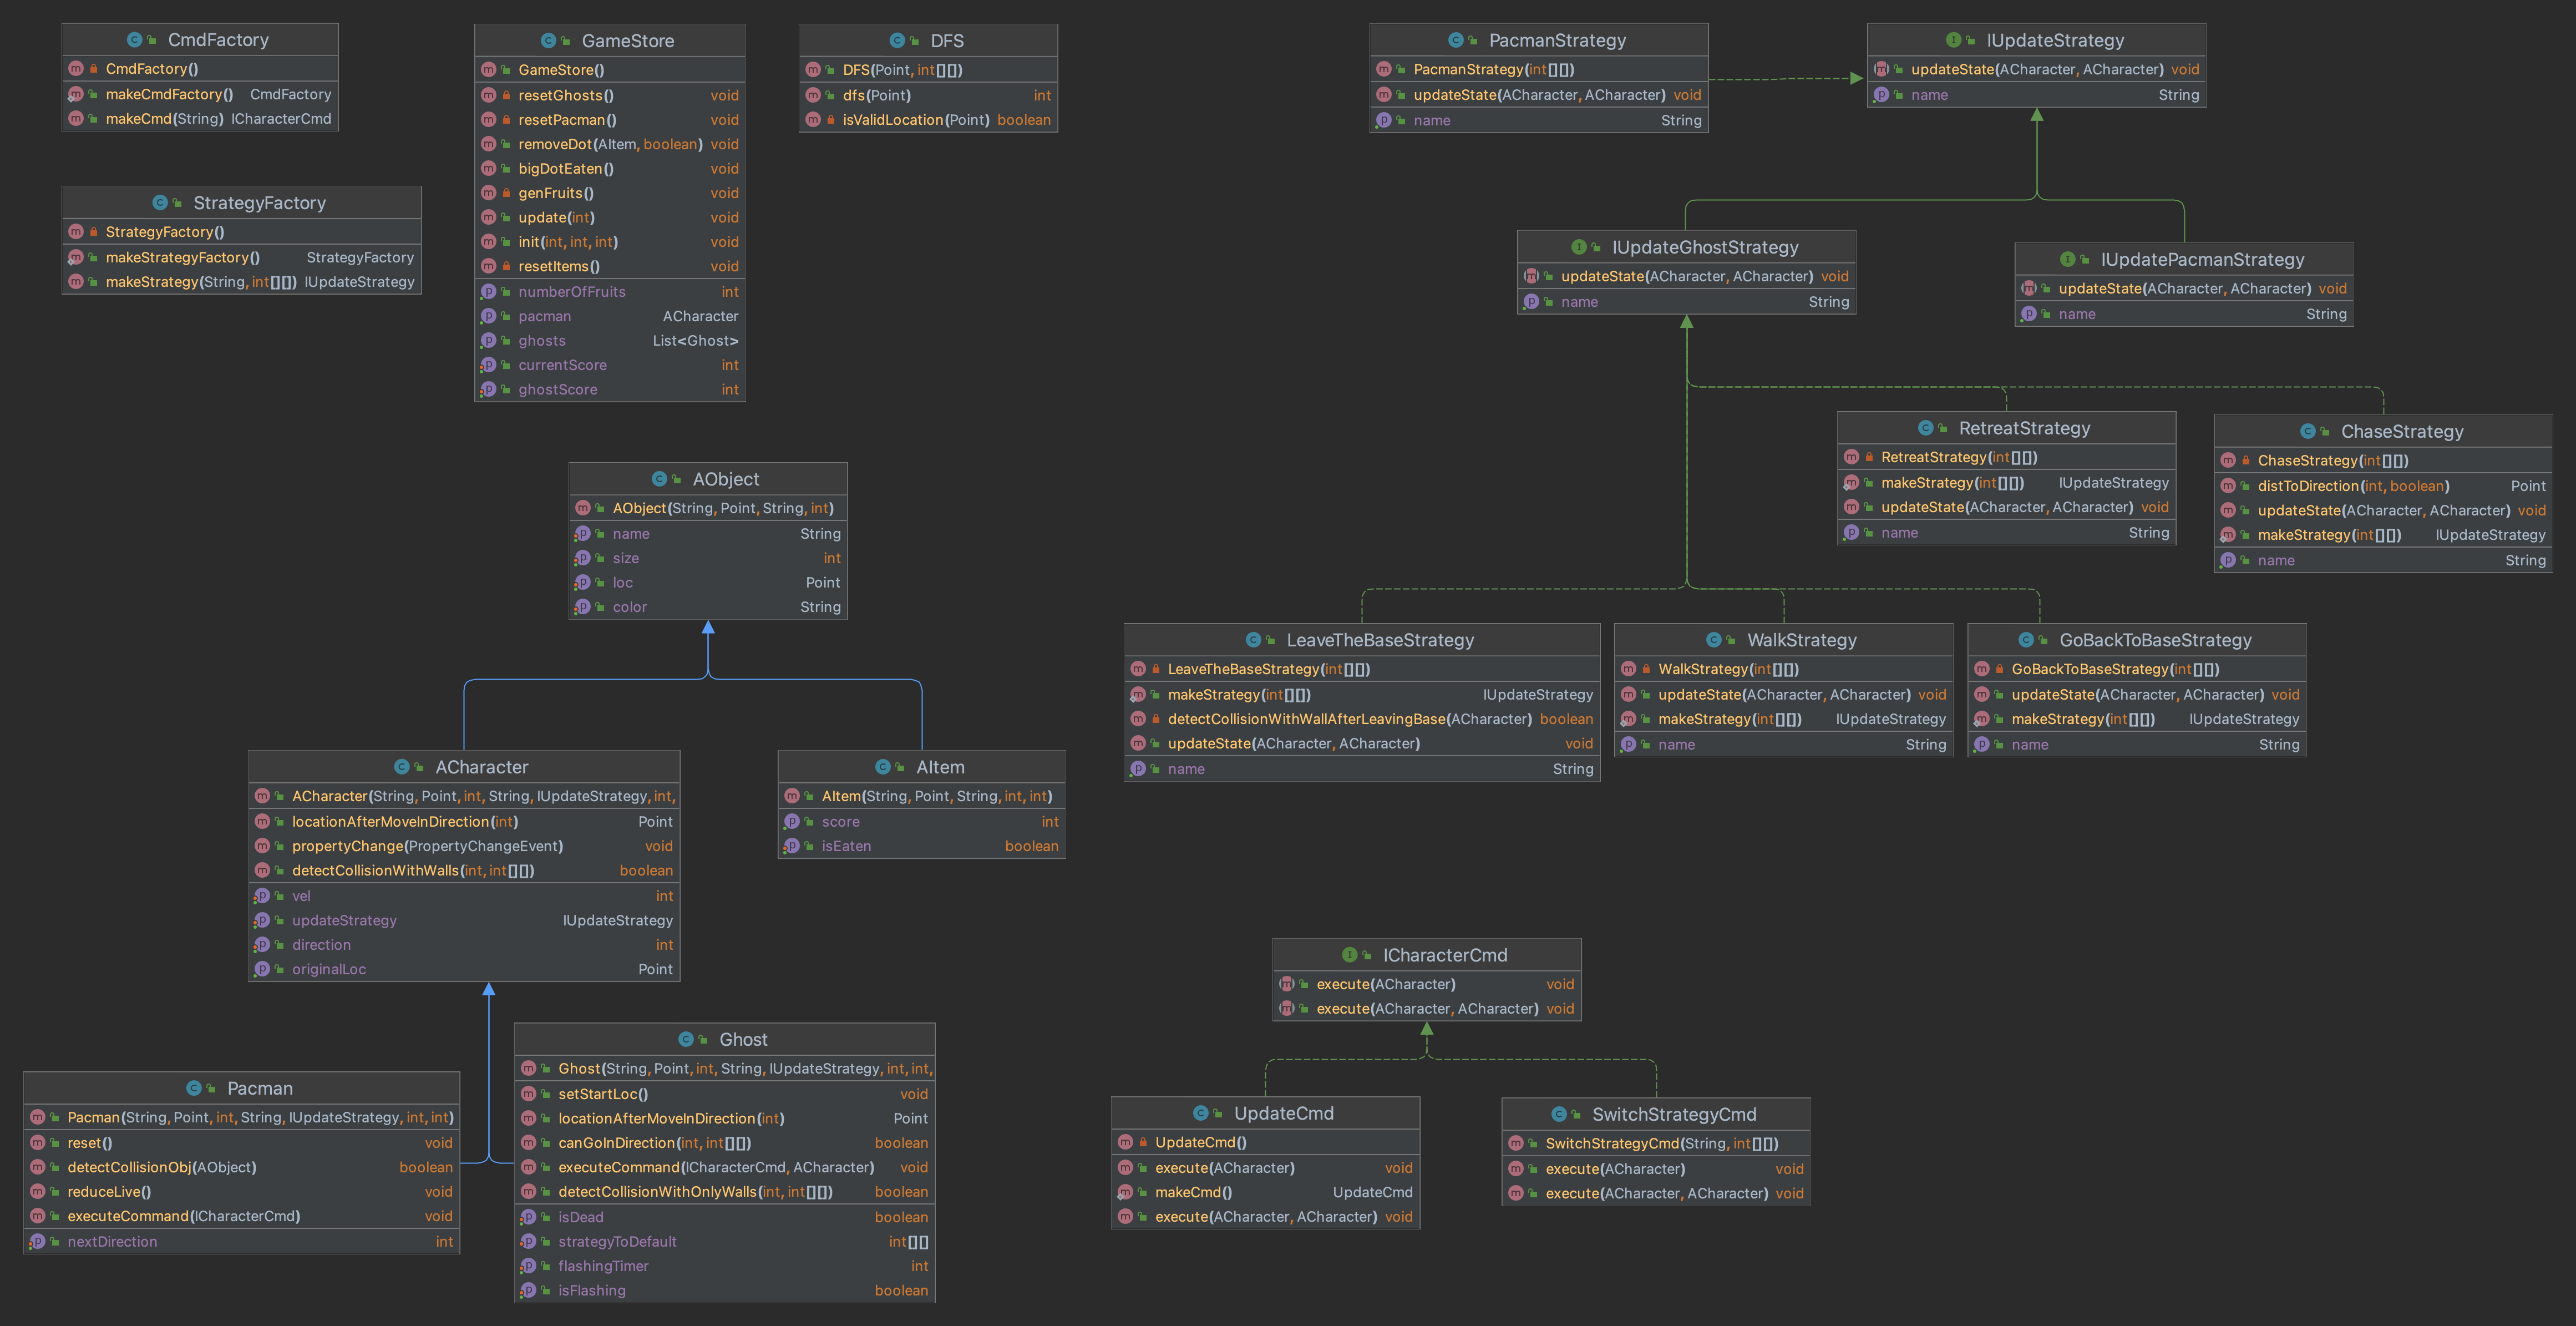 CmdFactory
CmdFactory()
makeCmdFactory() CmdFactory
makeCmd(String) ICharacterCmd
StrategyFactory
StrategyFactory()
makeStrategyFactory() StrategyFactory
makeStrategy(String, int[][]) IUpdateStrategy
GameStore
GameStore()
resetGhosts() void
resetPacman() void
removeDot(AItem, boolean) void
bigDotEaten() void
genFruits() void
update(int) void
init(int, int, int) void
resetItems() void
numberOfFruits int
pacman ACharacter
ghosts List<Ghost>
currentScore int
ghostScore int
DFS
DFS(Point, int[][])
dfs(Point) int
isValidLocation(Point) boolean
PacmanStrategy
PacmanStrategy(int[][])
updateState(ACharacter, ACharacter) void
name String
IUpdateStrategy
updateState(ACharacter, ACharacter) void
name String
IUpdateGhostStrategy
updateState(ACharacter, ACharacter) void
name String
IUpdatePacmanStrategy
updateState(ACharacter, ACharacter) void
name String
RetreatStrategy
RetreatStrategy(int[][])
makeStrategy(int[][]) IUpdateStrategy
updateState(ACharacter, ACharacter) void
name String
ChaseStrategy
ChaseStrategy(int[][])
distToDirection(int, boolean) Point
updateState(ACharacter, ACharacter) void
makeStrategy(int[][]) IUpdateStrategy
name String
AObject
AObject(String, Point, String, int)
name String
size int
loc Point
color String
LeaveTheBaseStrategy
LeaveTheBaseStrategy(int[][])
makeStrategy(int[][]) IUpdateStrategy
detectCollisionWithWallAfterLeavingBase(ACharacter) boolean
updateState(ACharacter, ACharacter) void
name String
WalkStrategy
WalkStrategy(int[][])
updateState(ACharacter, ACharacter) void
makeStrategy(int[][]) IUpdateStrategy
name String
GoBackToBaseStrategy
GoBackToBaseStrategy(int[][])
updateState(ACharacter, ACharacter) void
makeStrategy(int[][]) IUpdateStrategy
name String
ACharacter
ACharacter(String, Point, int, String, IUpdateStrategy, int,
locationAfterMoveInDirection(int) Point
propertyChange(PropertyChangeEvent) void
detectCollisionWithWalls(int, int[][]) boolean
vel int
updateStrategy IUpdateStrategy
direction int
originalLoc Point
AItem
AItem(String, Point, String, int, int)
score int
isEaten boolean
ICharacterCmd
execute(ACharacter) void
execute(ACharacter, ACharacter) void
Pacman
Pacman(String, Point, int, String, IUpdateStrategy, int, int)
reset() void
detectCollisionObj(AObject) boolean
reduceLive() void
executeCommand(ICharacterCmd) void
nextDirection int
Ghost
Ghost(String, Point, int, String, IUpdateStrategy, int, int,
setStartLoc() void
locationAfterMoveInDirection(int) Point
canGoInDirection(int, int[][]) boolean
executeCommand(ICharacterCmd, ACharacter) void
detectCollisionWithOnlyWalls(int, int[][]) boolean
isDead boolean
strategyToDefault int[][]
flashingTimer int
isFlashing boolean
UpdateCmd
UpdateCmd()
execute(ACharacter) void
makeCmd() UpdateCmd
execute(ACharacter, ACharacter) void
SwitchStrategyCmd
SwitchStrategyCmd(String, int[][])
execute(ACharacter) void
execute(ACharacter, ACharacter) void